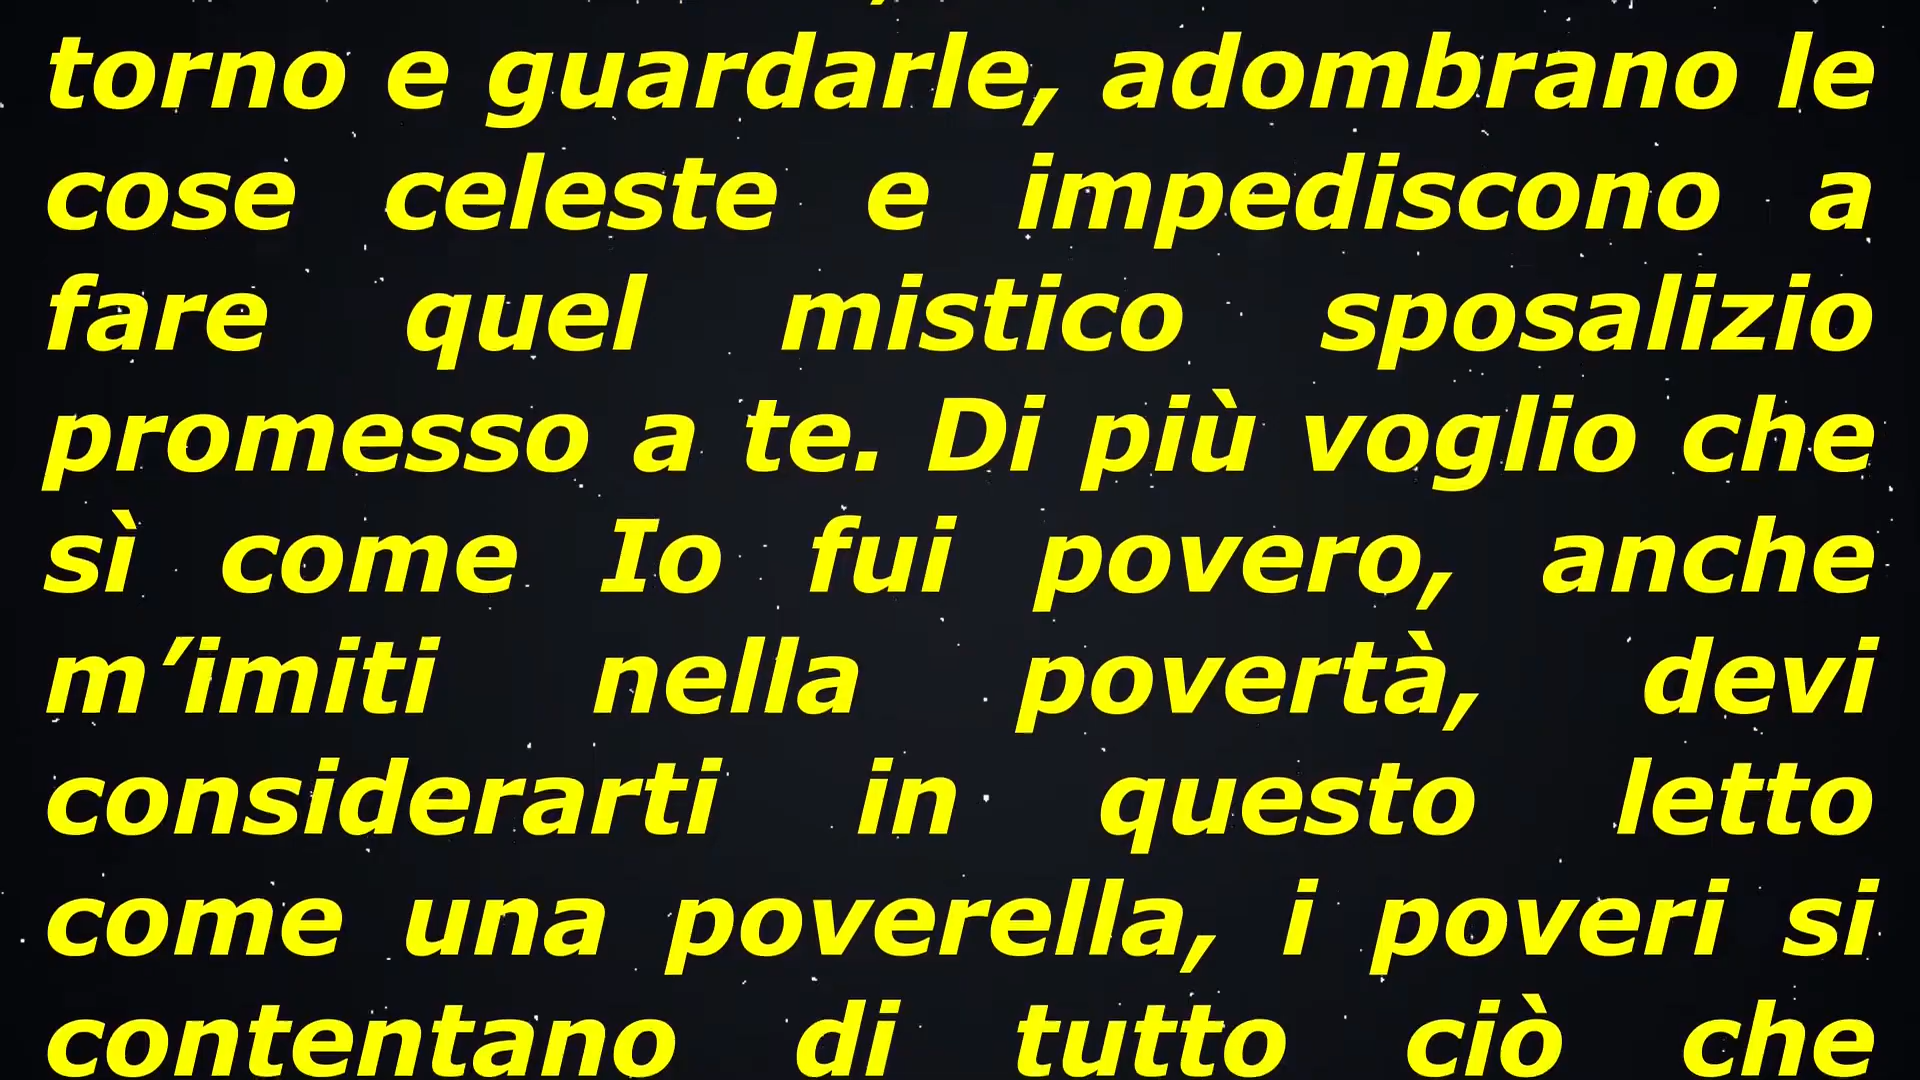 torno e guardarle, adombrano le
cose celeste e impediscono a
fare quel mistico sposalizio
promesso a te. Di più voglio che
sì come Io fui povero, anche
m’imiti nella povertà, devi
considerarti in questo letto
come una poverella, i poveri si
contentano di tutto ciò che